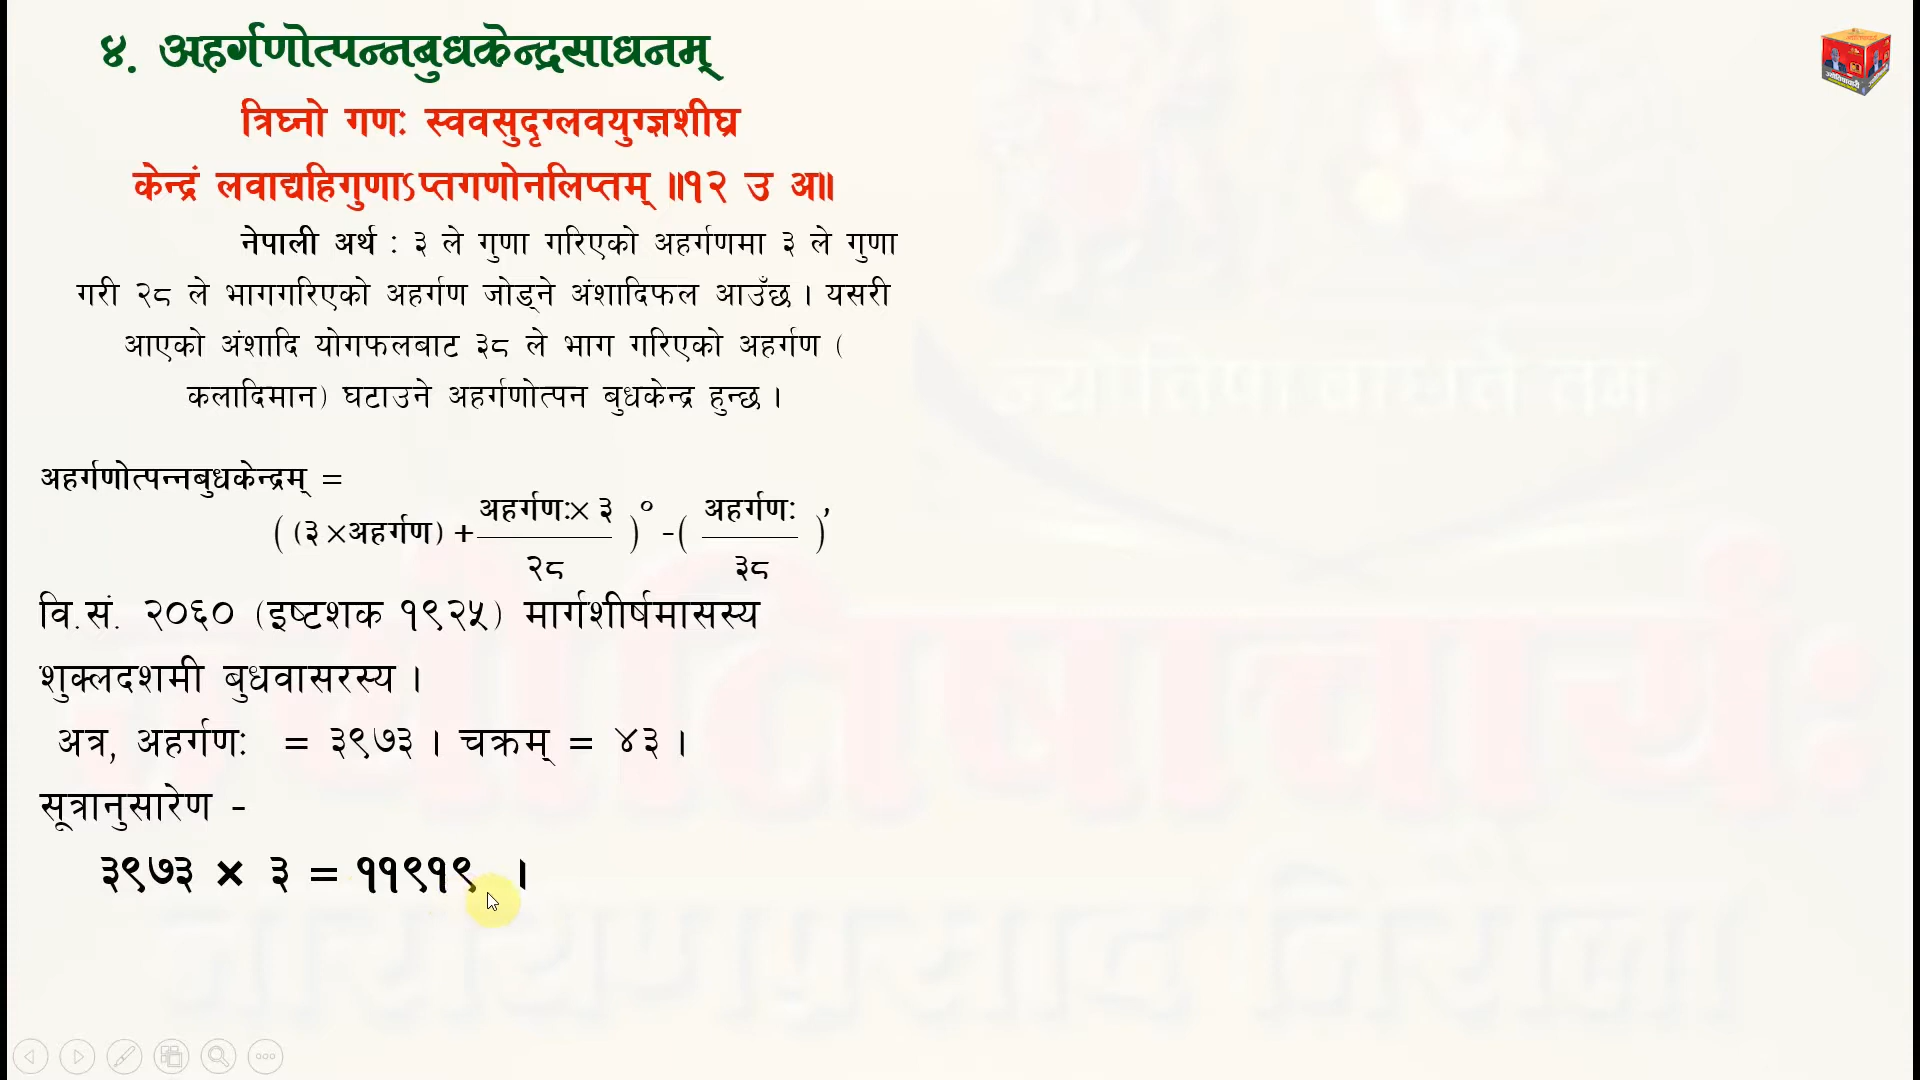 ४. अहर्गणोत्पन्नबुधकेन्द्रसाधनम्
त्रिघ्नो गणः स्ववसुदृग्लवयुग्ज्ञशीघ्र
केन्द्रं लवाद्यहिगुणाऽप्तगणोनलिप्तम् ॥१२ उ अ॥
नेपाली अर्थ : ३ ले गुणा गरिएको अहर्गणमा ३ ले गुणा
गरी २८ ले भागगरिएको अहर्गण जोड्ने अंशादिफल आउँछ । यसरी
आएको अंशादि योगफलबाट ३८ ले भाग गरिएको अहर्गण (
कलादिमान) घटाउने अहर्गणोत्पन बुधकेन्द्र हुन्छ ।
अहर्गणोत्पन्नबुधकेन्द्रम् =
( (३ ×अहर्गण) + अहर्गणः× ३ / २८ )° -( अहर्गणः / ३८ )’
वि.सं. २०६० (इष्टशक १९२५) मार्गशीर्षमासस्य
शुक्लदशमी बुधवासरस्य ।
अत्र, अहर्गणः = ३९७३ । चक्रम् = ४३ ।
सूत्रानुसारेण -
३९७३ × ३ = ११९१९ ।